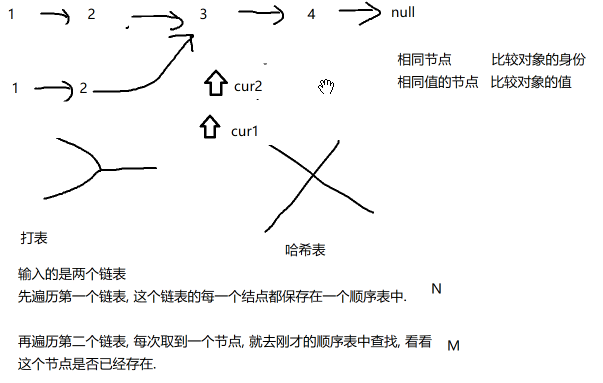 1 2 3 4 null
相同节点 比较对象的身份
相同值的节点 比较对象的值
1 2
cur2
cur1
打表
哈希表
输入的是两个链表
先遍历第一个链表, 这个链表的每一个结点都保存在一个顺序表中. N
再遍历第二个链表, 每次取到一个节点, 就去刚才的顺序表中查找, 看看 M
这个节点是否已经存在.